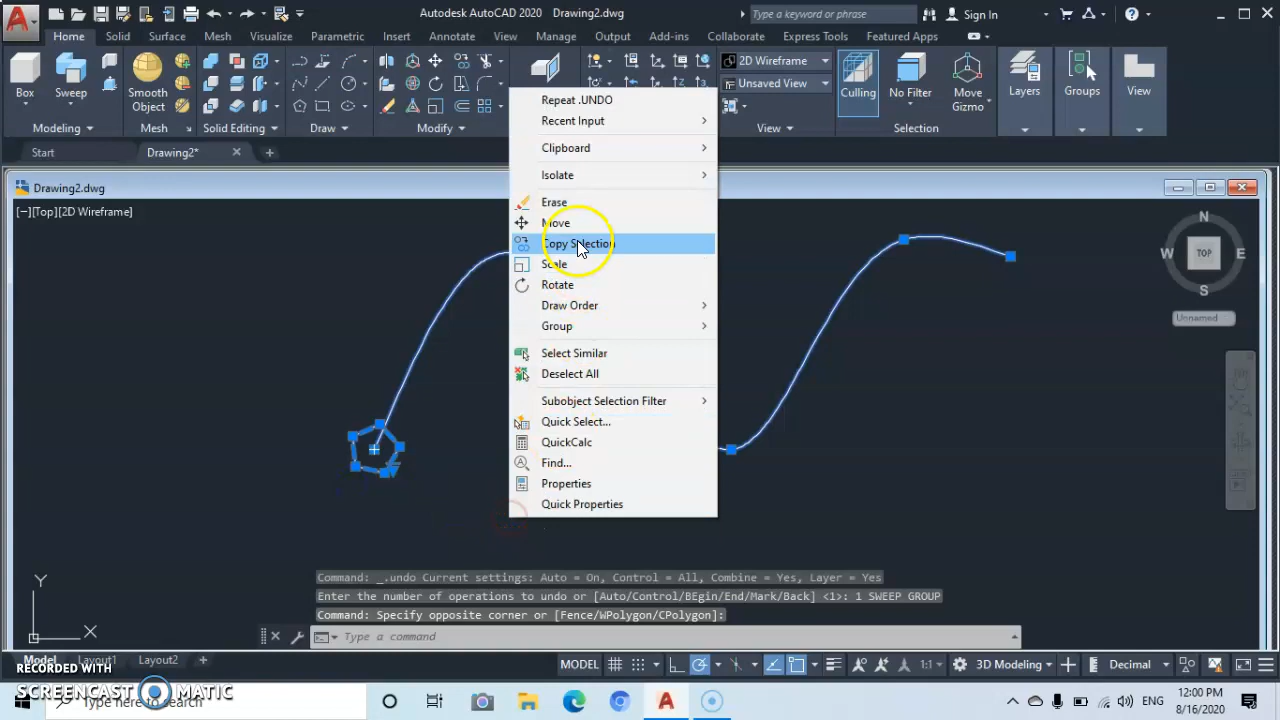 Autodesk AutoCAD 2020 Drawing2.dwg
Type a keyword or phrase
Sign In
Home Solid Surface Mesh Visualize Parametric Insert Annotate View Manage Output Add-ins Collaborate Express Tools Featured Apps
2D Wireframe
Unsaved View
Box Sweep Smooth Object Culling No Filter Move Gizmo Layers Groups View
Modeling Mesh Solid Editing Draw Modify View Selection
Start Drawing2*
Drawing2.dwg
[−][Top][2D Wireframe]
Repeat .UNDO
Recent Input
Clipboard
Isolate
Erase
Move
Copy Selection
Scale
Rotate
Draw Order
Group
Select Similar
Deselect All
Subobject Selection Filter
Quick Select...
QuickCalc
Find...
Properties
Quick Properties
N
W TOP E
S
Unnamed
Y
X
Command: _.undo Current settings: Auto = On, Control = All, Combine = Yes, Layer = Yes
Enter the number of operations to undo or [Auto/Control/BEgin/End/Mark/Back] <1>: 1 SWEEP GROUP
Command: Specify opposite corner or [Fence/WPolygon/CPolygon]:
Type a command
Model Layout1 Layout2
MODEL 1:1 3D Modeling Decimal
RECORDED WITH
SCREENCAST MATIC
Type here to search
ENG
12:00 PM
8/16/2020